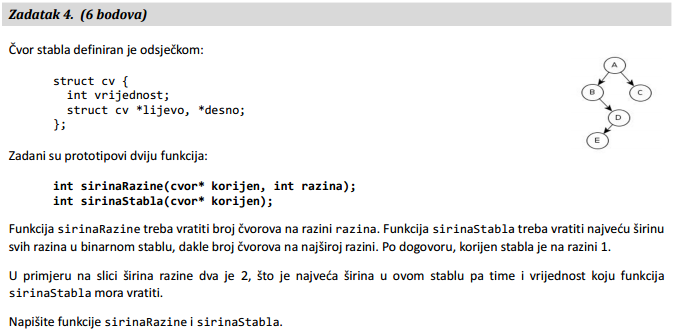 Zadatak 4. (6 bodova)
Čvor stabla definiran je odsječkom:
struct cv {
int vrijednost;
struct cv *lijevo, *desno;
};
A
B
C
D
E
Zadani su prototipovi dviju funkcija:
int sirinaRazine(cvor* korijen, int razina);
int sirinaStabla(cvor* korijen);
Funkcija sirinaRazine treba vratiti broj čvorova na razini razina. Funkcija sirinaStabla treba vratiti najveću širinu
svih razina u binarnom stablu, dakle broj čvorova na najširoj razini. Po dogovoru, korijen stabla je na razini 1.
U primjeru na slici širina razine dva je 2, što je najveća širina u ovom stablu pa time i vrijednost koju funkcija
sirinaStabla mora vratiti.
Napišite funkcije sirinaRazine i sirinaStabla.